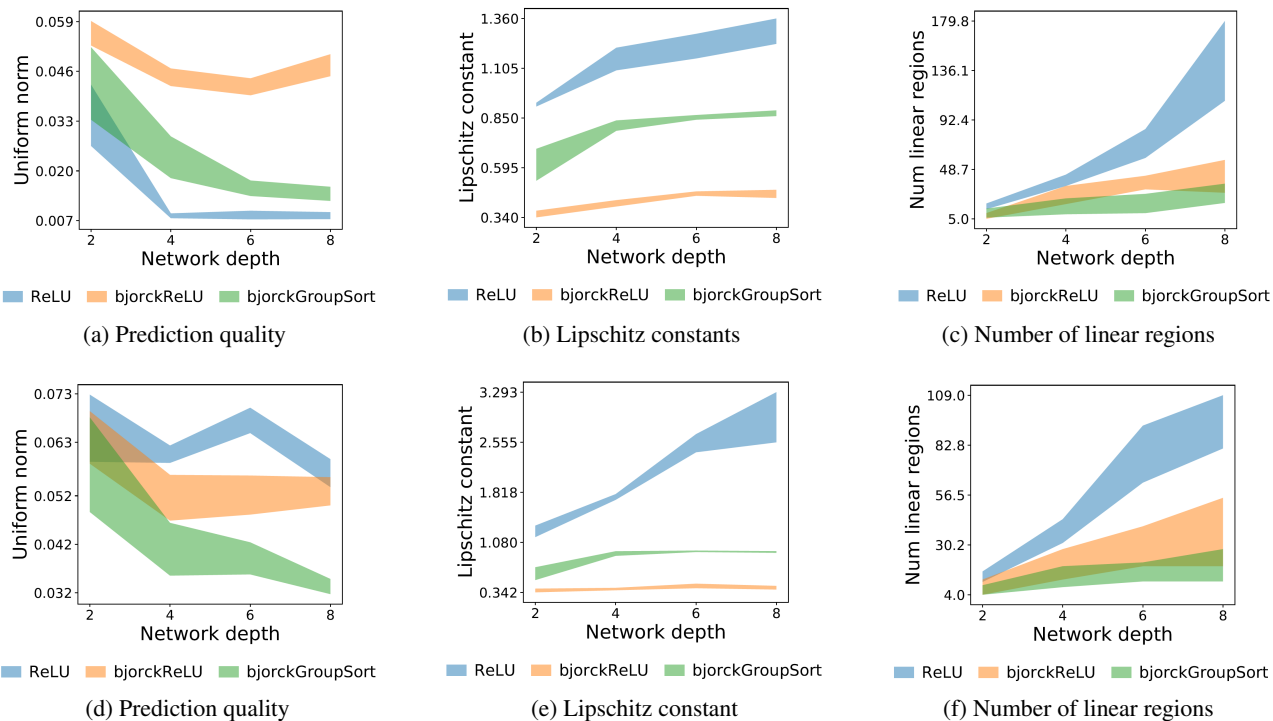 Uniform norm
0.059
0.046
0.033
0.020
0.007
2 4 6 8
Network depth
ReLU bjorckReLU bjorckGroupSort
(a) Prediction quality
Lipschitz constant
1.360
1.105
0.850
0.595
0.340
2 4 6 8
Network depth
ReLU bjorckReLU bjorckGroupSort
(b) Lipschitz constants
Num linear regions
179.8
136.1
92.4
48.7
5.0
2 4 6 8
Network depth
ReLU bjorckReLU bjorckGroupSort
(c) Number of linear regions
Uniform norm
0.073
0.063
0.052
0.042
0.032
2 4 6 8
Network depth
ReLU bjorckReLU bjorckGroupSort
(d) Prediction quality
Lipschitz constant
3.293
2.555
1.818
1.080
0.342
2 4 6 8
Network depth
ReLU bjorckReLU bjorckGroupSort
(e) Lipschitz constant
Num linear regions
109.0
82.8
56.5
30.2
4.0
2 4 6 8
Network depth
ReLU bjorckReLU bjorckGroupSort
(f) Number of linear regions